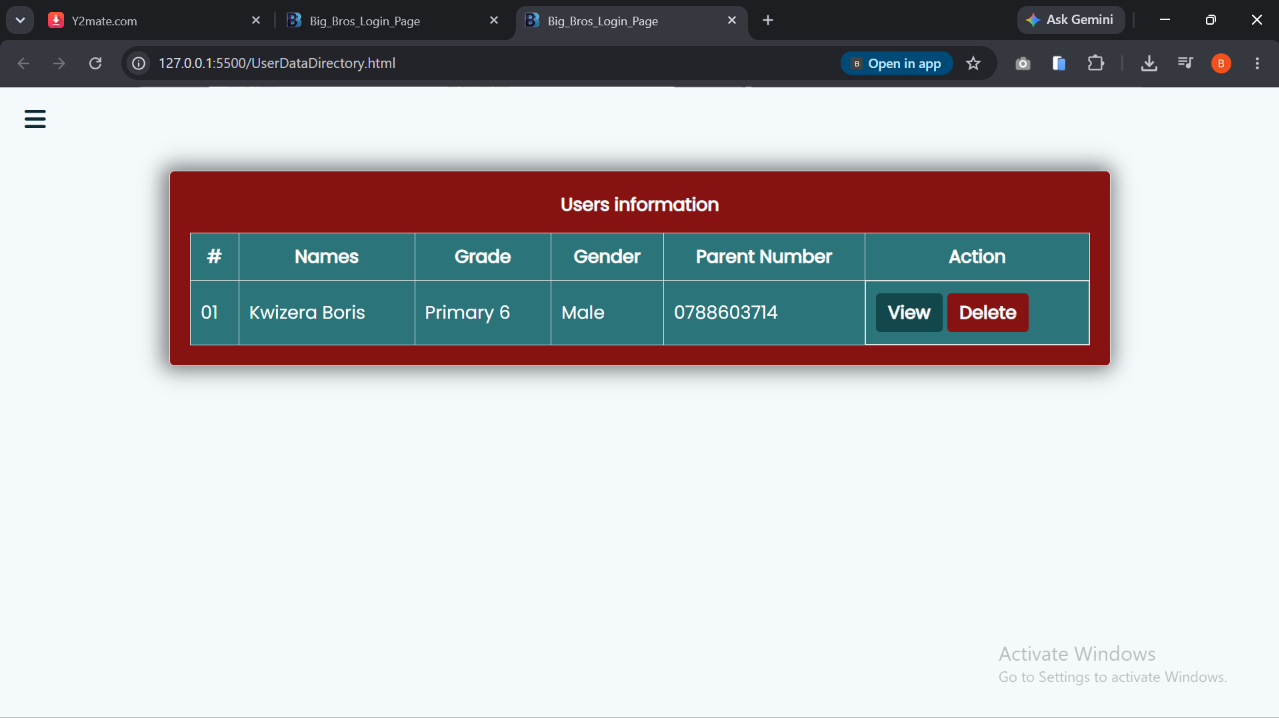 Y2mate.com
Big_Bros_Login_Page
Big_Bros_Login_Page
Ask Gemini
127.0.0.1:5500/UserDataDirectory.html
B Open in app
B
Users information
# Names Grade Gender Parent Number Action
01 Kwizera Boris Primary 6 Male 0788603714 View Delete
Activate Windows
Go to Settings to activate Windows.